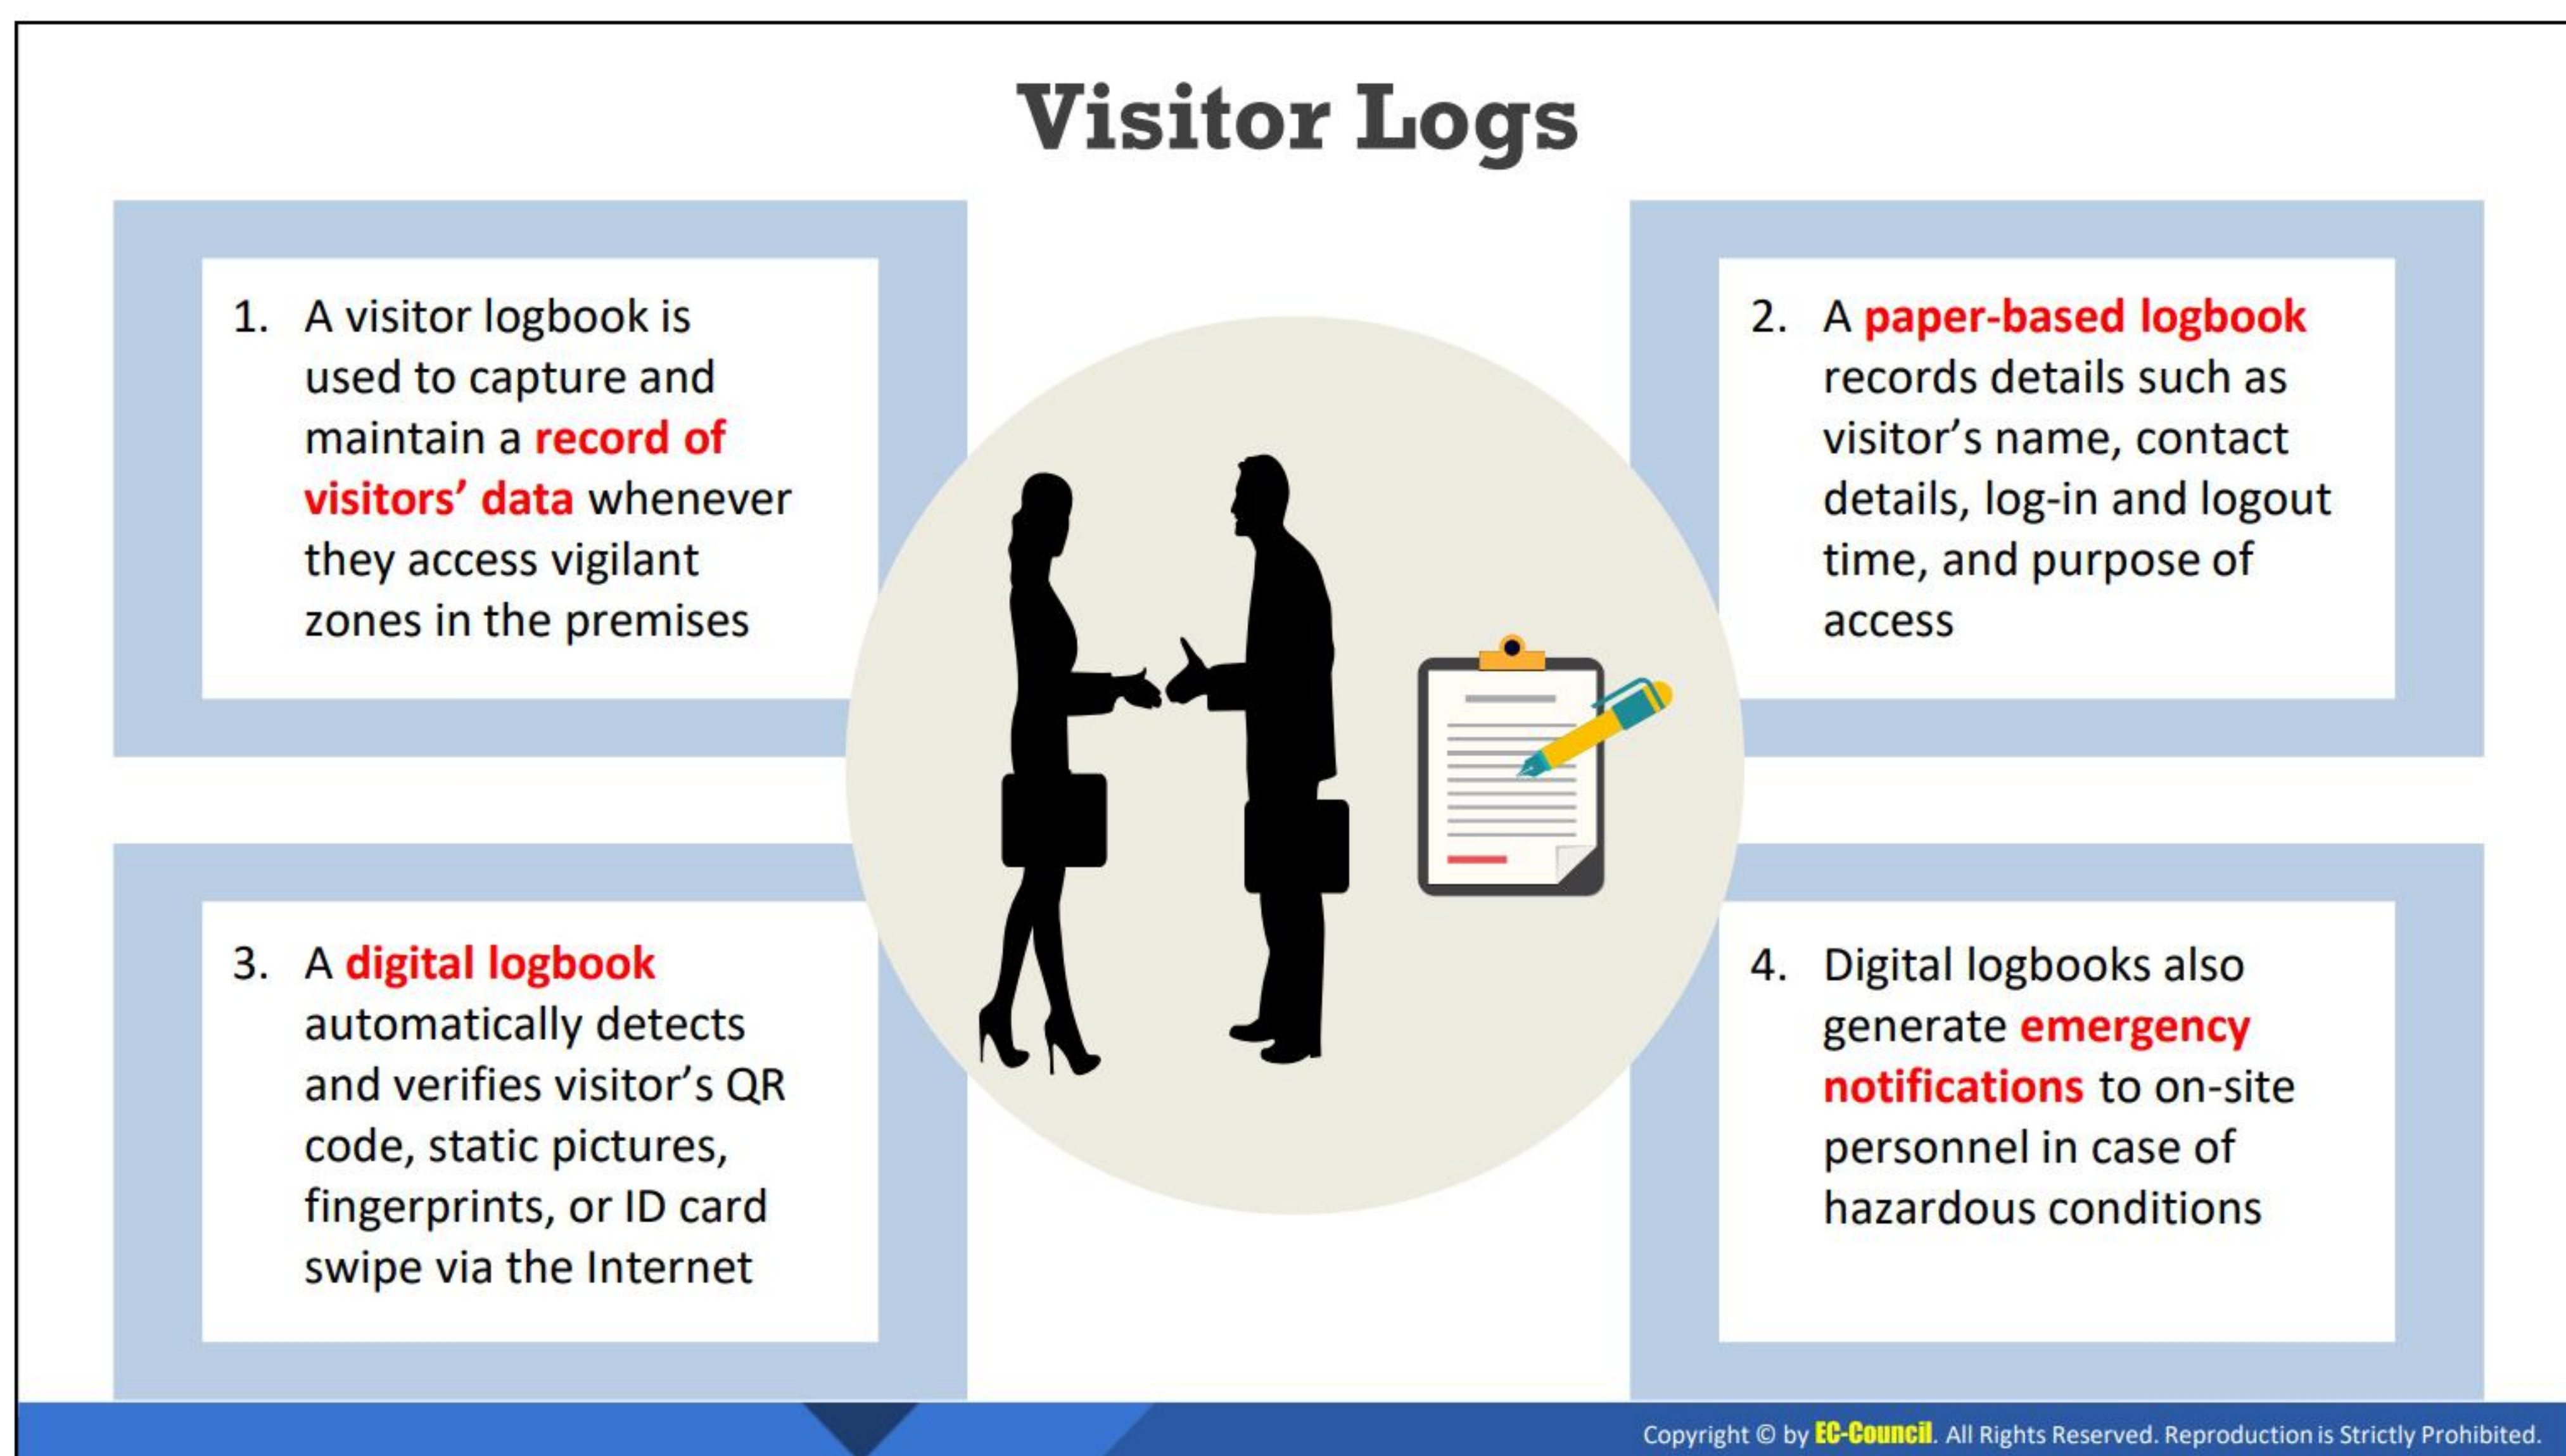 Visitor Logs
1. A visitor logbook is
used to capture and
maintain a record of
visitors’ data whenever
they access vigilant
zones in the premises
2. A paper-based logbook
records details such as
visitor’s name, contact
details, log-in and logout
time, and purpose of
access
3. A digital logbook
automatically detects
and verifies visitor’s QR
code, static pictures,
fingerprints, or ID card
swipe via the Internet
4. Digital logbooks also
generate emergency
notifications to on-site
personnel in case of
hazardous conditions
Copyright © by EC-Council. All Rights Reserved. Reproduction is Strictly Prohibited.